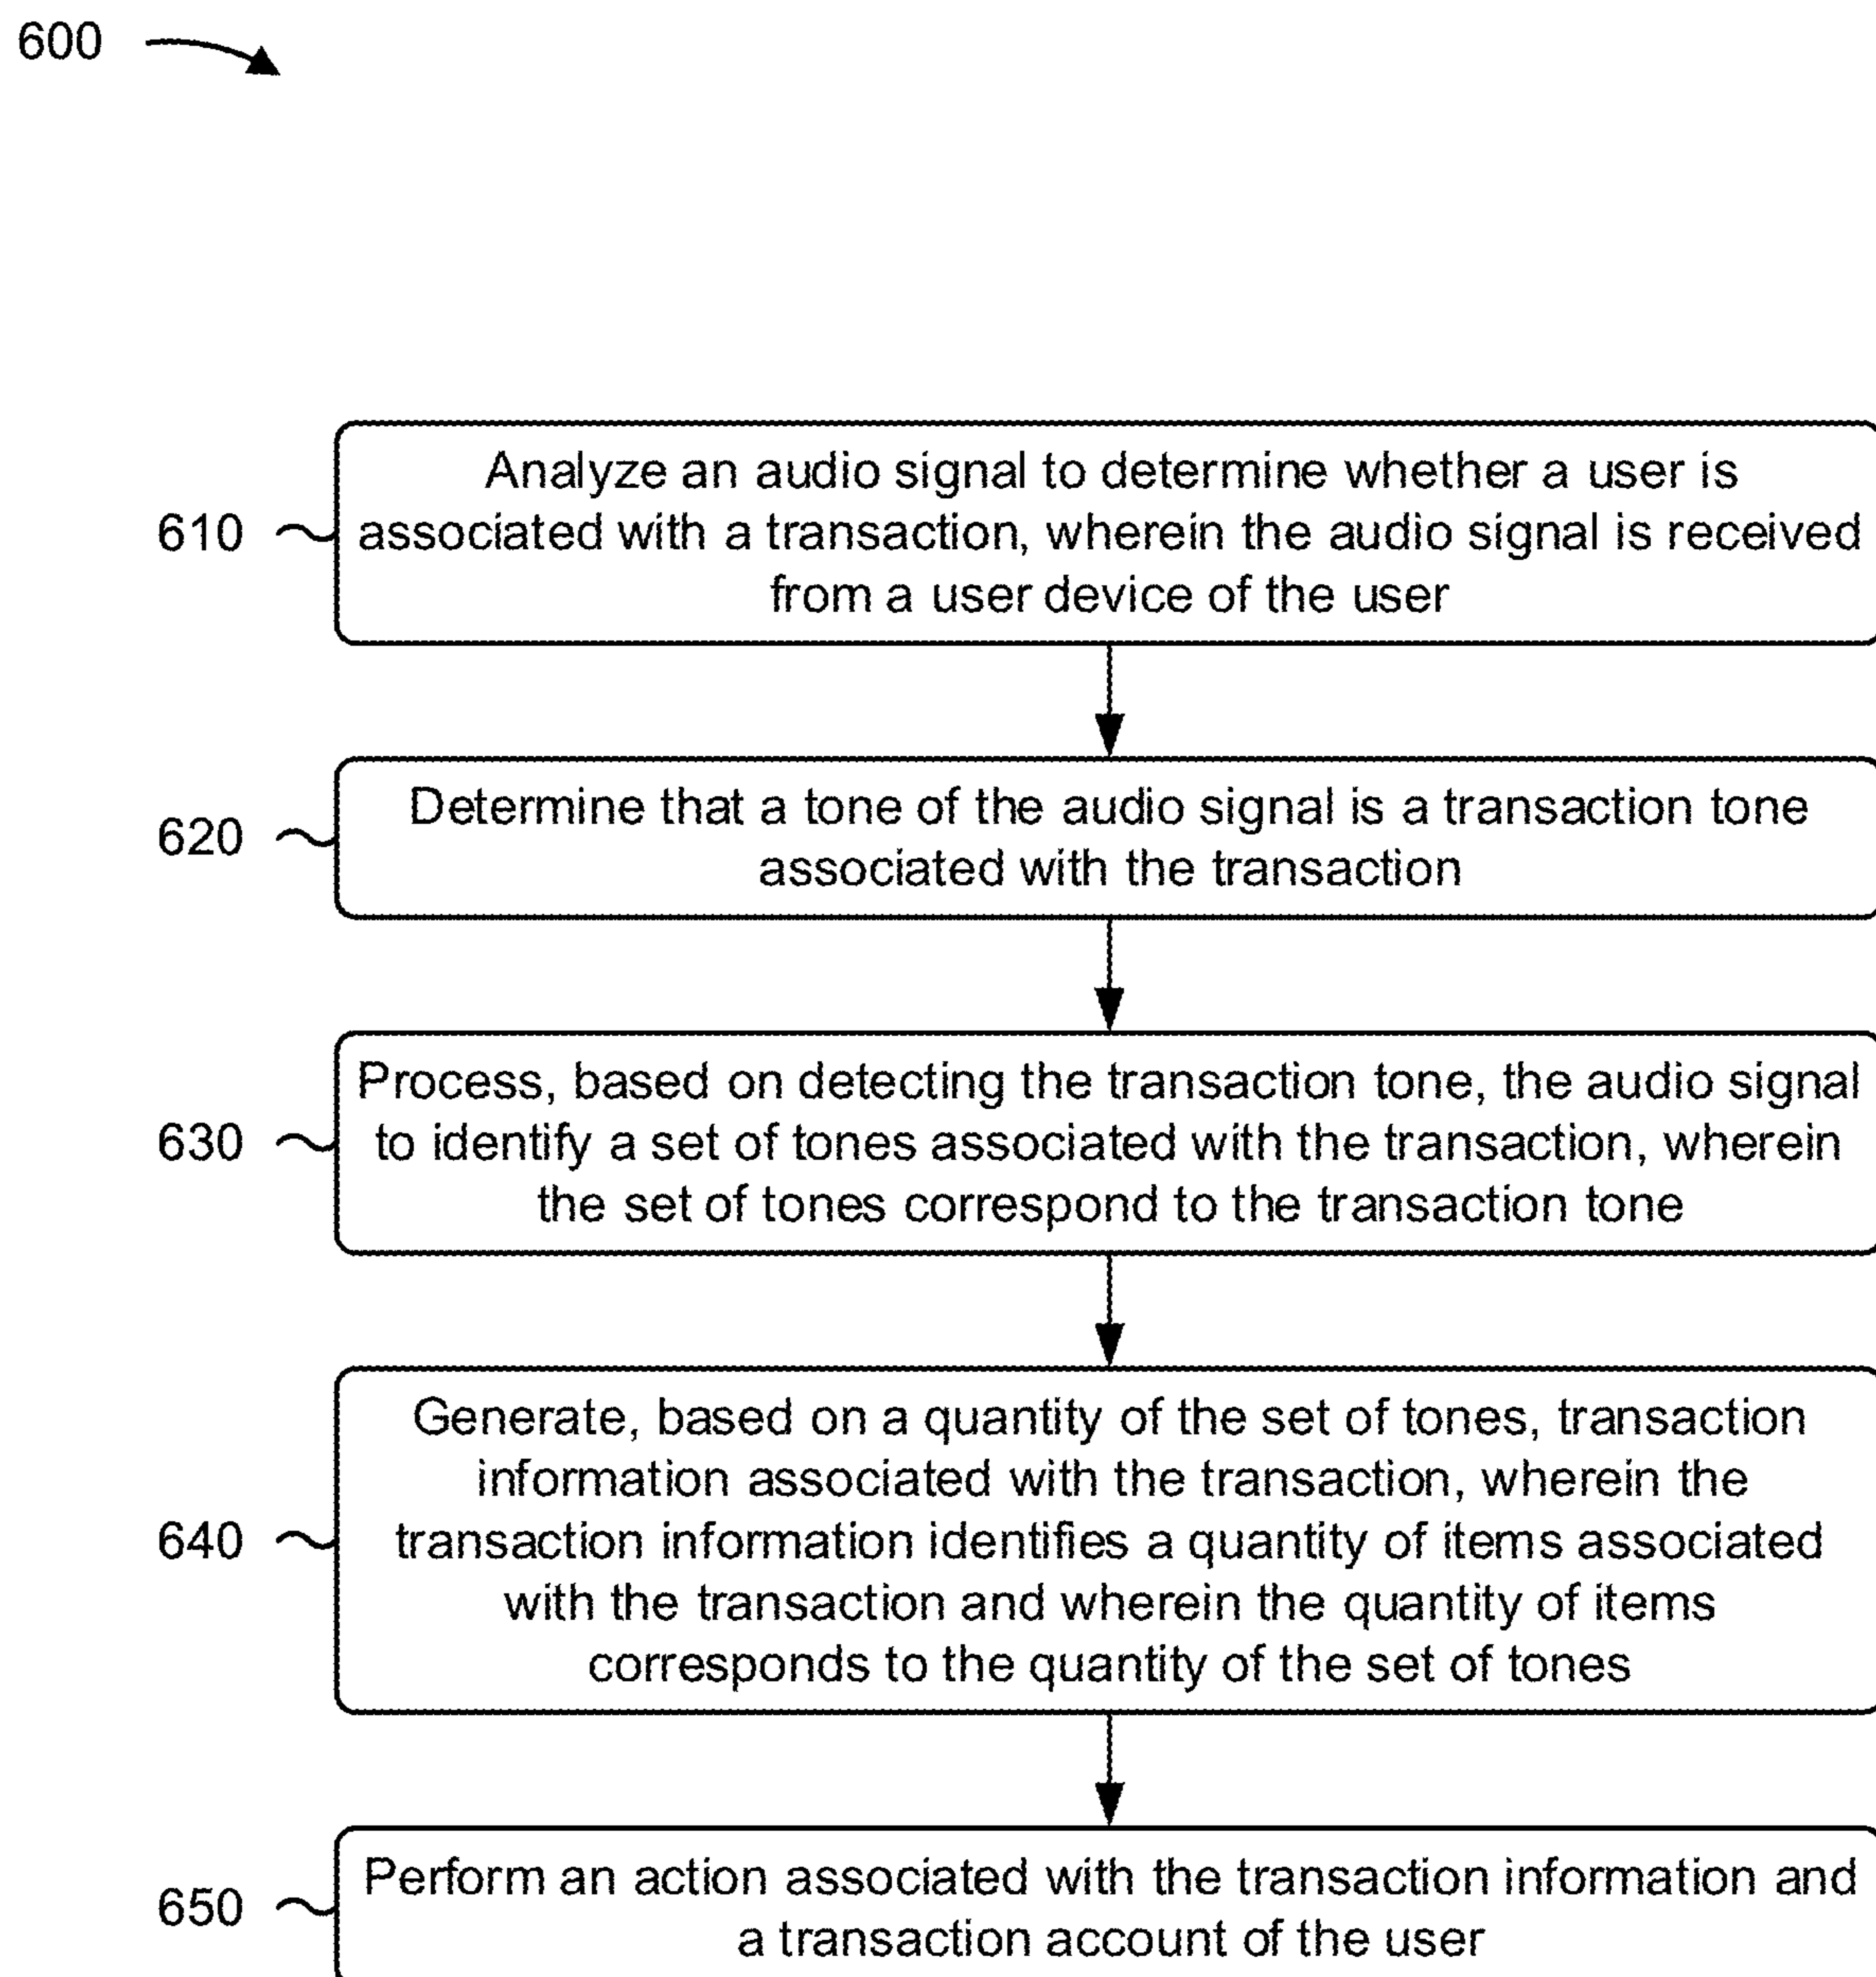 600
Analyze an audio signal to determine whether a user is
610 associated with a transaction, wherein the audio signal is received
from a user device of the user
Determine that a tone of the audio signal is a transaction tone
620
associated with the transaction
Process, based on detecting the transaction tone, the audio signal
630 to identify a set of tones associated with the transaction, wherein
the set of tones correspond to the transaction tone
Generate, based on a quantity of the set of tones, transaction
information associated with the transaction, wherein the
640 transaction information identifies a quantity of items associated
with the transaction and wherein the quantity of items
corresponds to the quantity of the set of tones
Perform an action associated with the transaction information and
650
a transaction account of the user